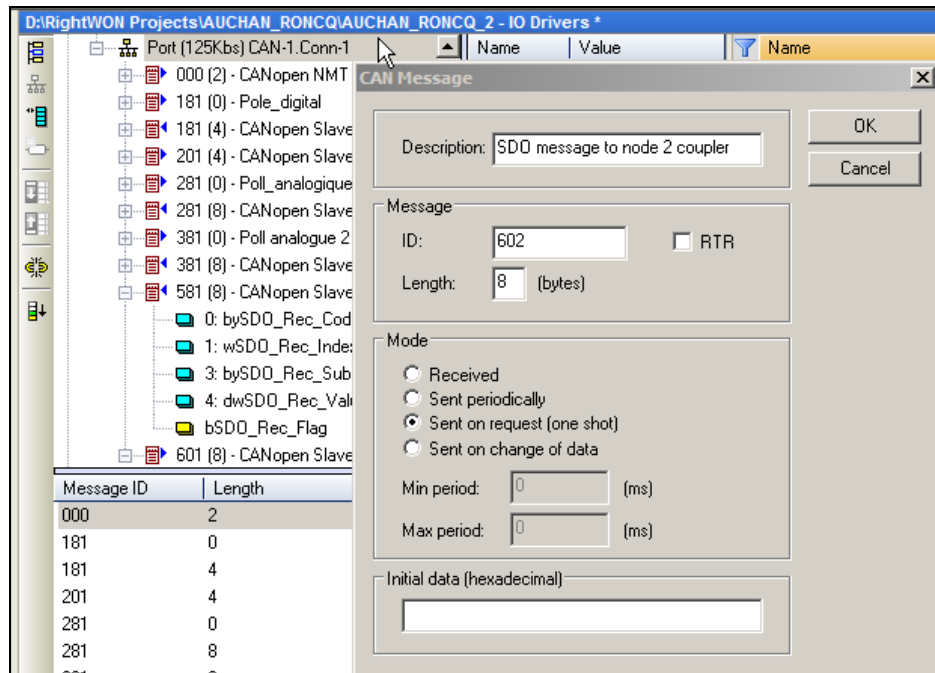 D:\RightWON Projects\AUCHAN_RONCQ\AUCHAN_RONCQ_2 - IO Drivers *
Port (125Kbs) CAN-1.Conn-1
Name
Value
Name
000 (2) - CANopen NMT
181 (0) - Pole_digital
181 (4) - CANopen Slave
201 (4) - CANopen Slave
281 (0) - Poll_analogique
281 (8) - CANopen Slave
381 (0) - Poll analogue 2
381 (8) - CANopen Slave
581 (8) - CANopen Slave
0: bySDO_Rec_Cod
1: wSDO_Rec_Inde
3: bySDO_Rec_Sub
4: dwSDO_Rec_Val
bSDO_Rec_Flag
601 (8) - CANopen Slave
Message ID
Length
000 2
181 0
181 4
201 4
281 0
281 8
CAN Message
Description: SDO message to node 2 coupler
OK
Cancel
Message
ID: 602
RTR
Length: 8 (bytes)
Mode
Received
Sent periodically
Sent on request (one shot)
Sent on change of data
Min period: 0 (ms)
Max period: 0 (ms)
Initial data (hexadecimal)